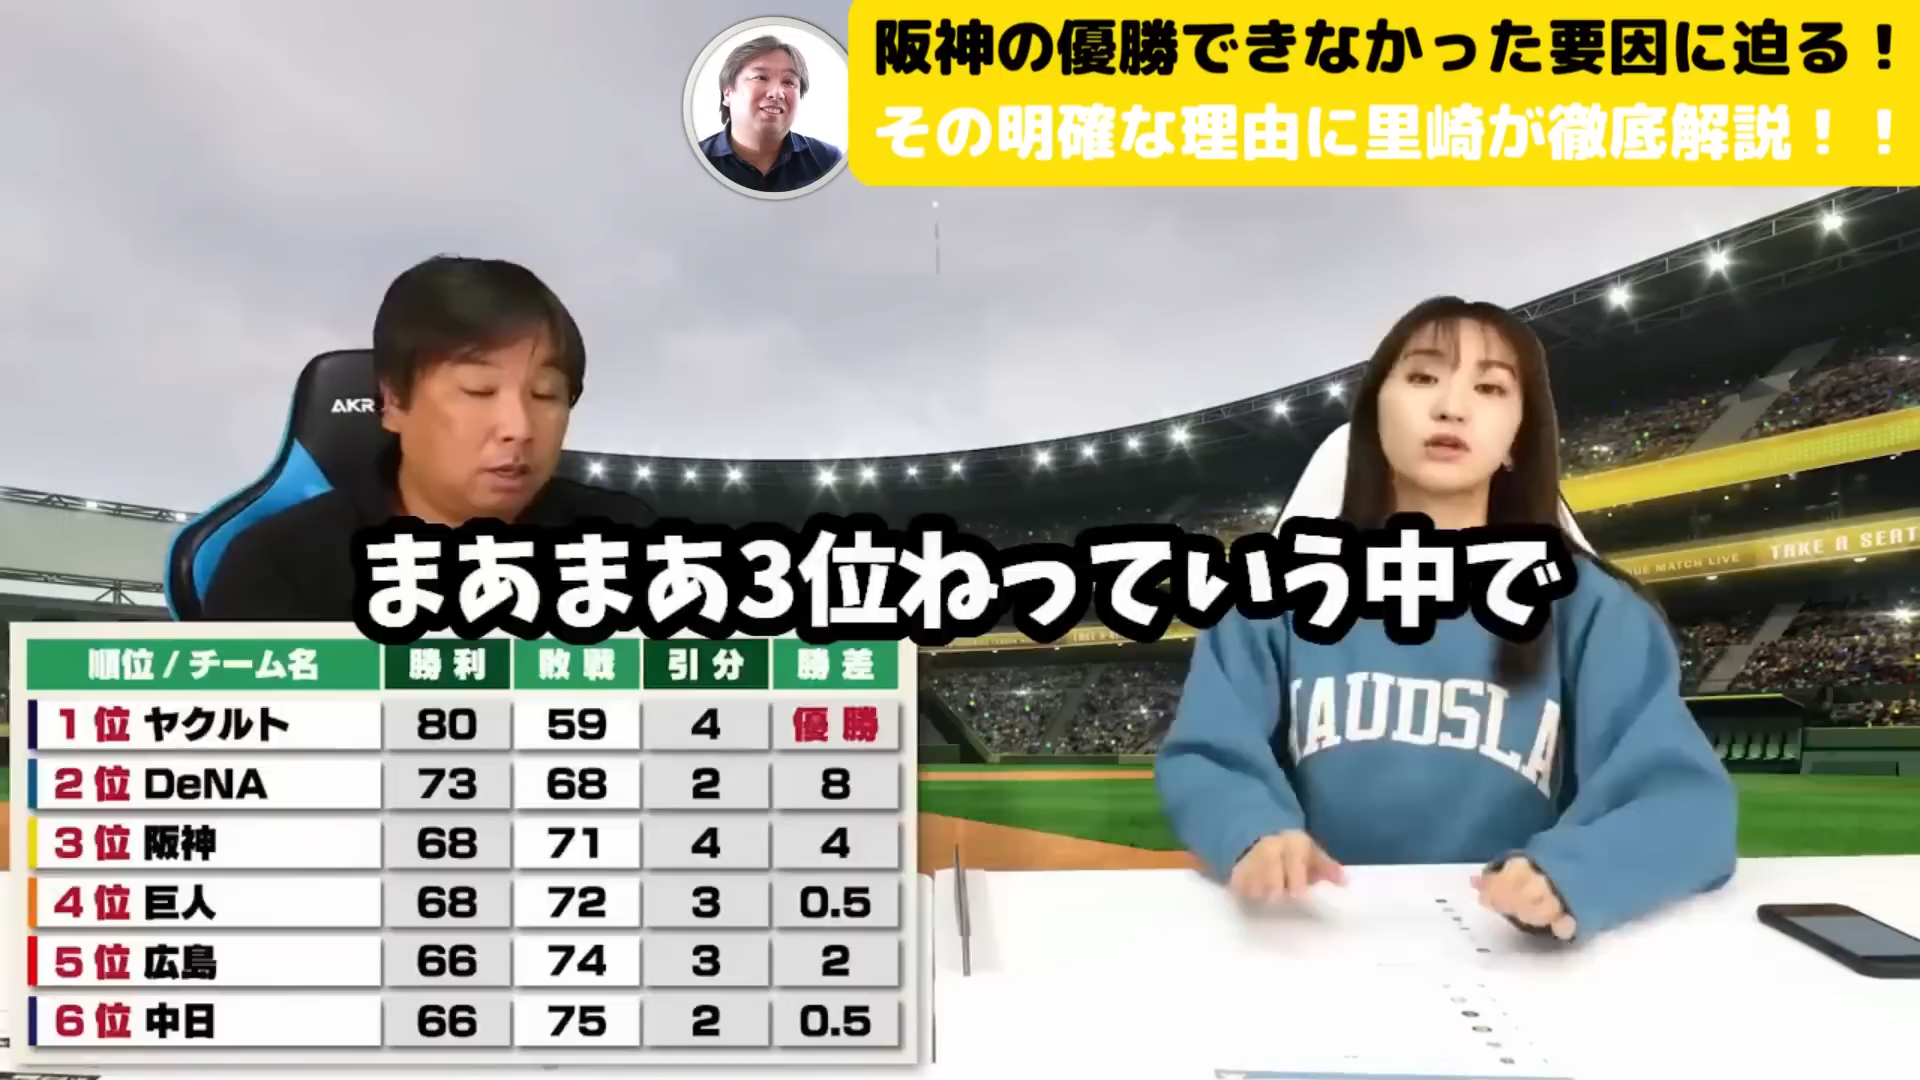 阪神の優勝できなかった要因に迫る！
その明確な理由に里崎が徹底解説！！
AKR
TAKE A SEAT
MATCH LIVE
まあまあ3位ねっていう中で
AUDSLA
順位/チーム名 勝利 敗戦 引分 勝差
1位 ヤクルト 80 59 4 優勝
2位 DeNA 73 68 2 8
3位 阪神 68 71 4 4
4位 巨人 68 72 3 0.5
5位 広島 66 74 3 2
6位 中日 66 75 2 0.5